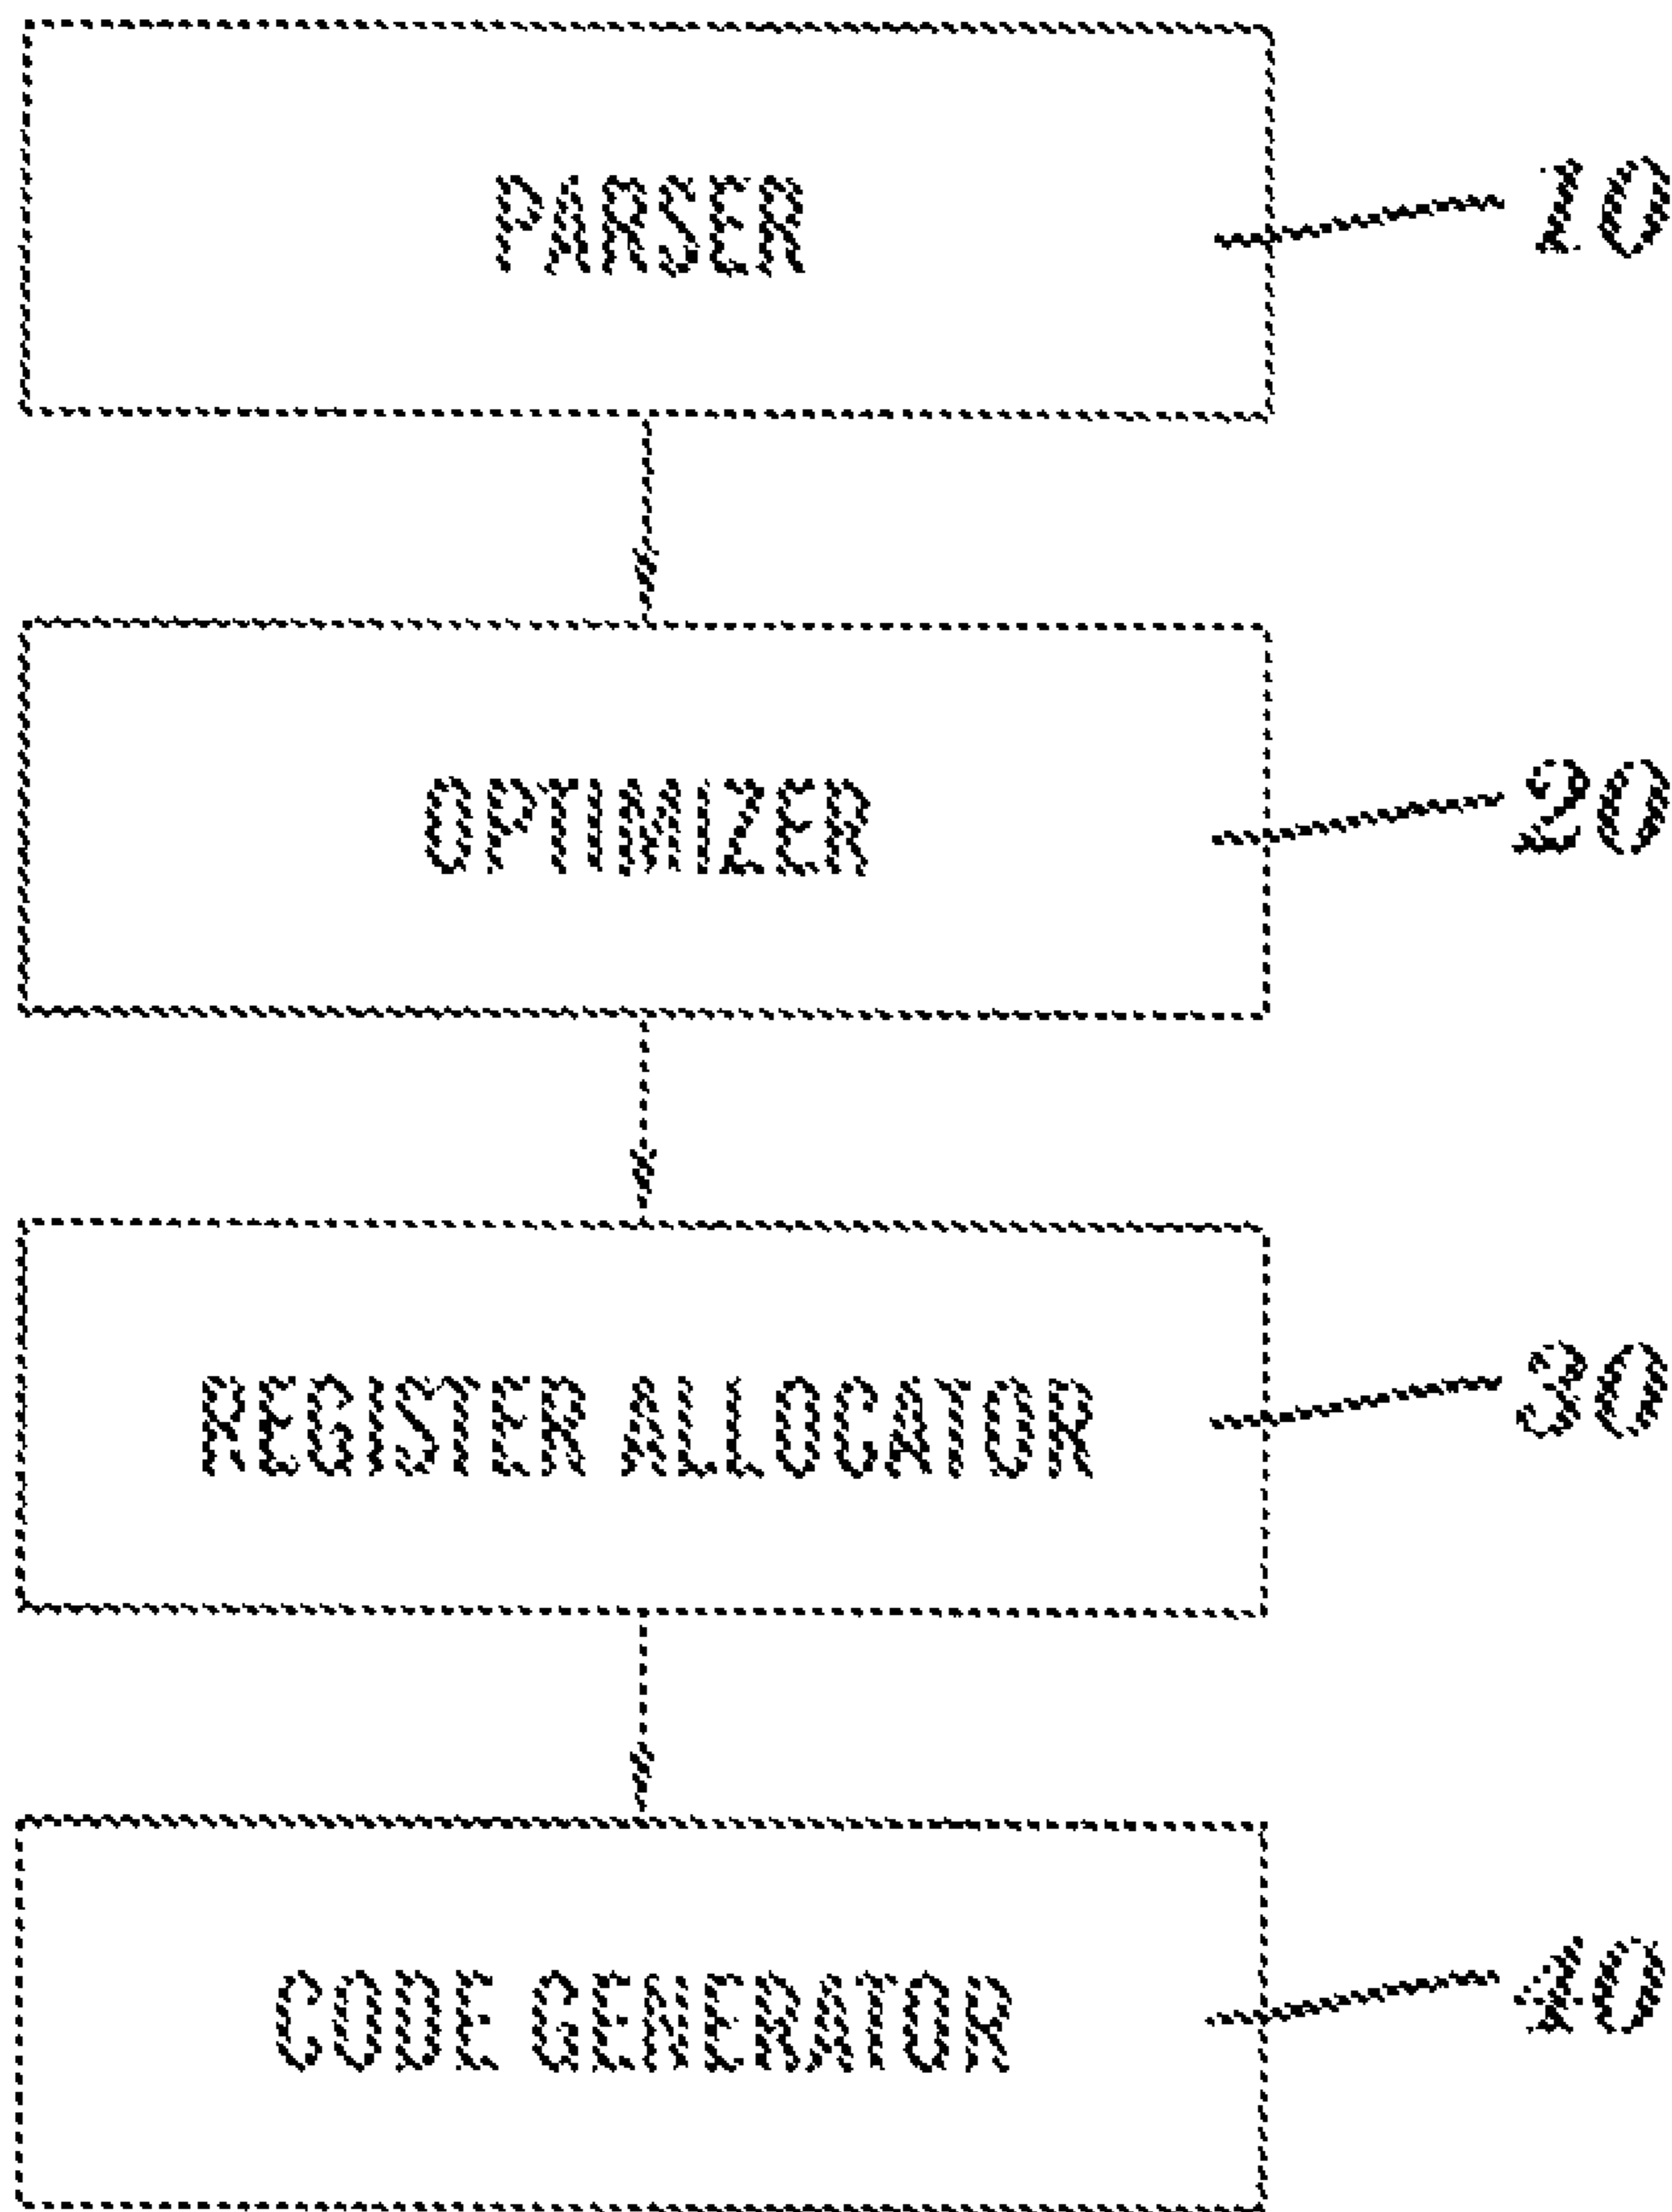 PARSER 10
OPTIMIZER 20
REGISTER ALLOCATOR 30
CODE GENERATOR 40